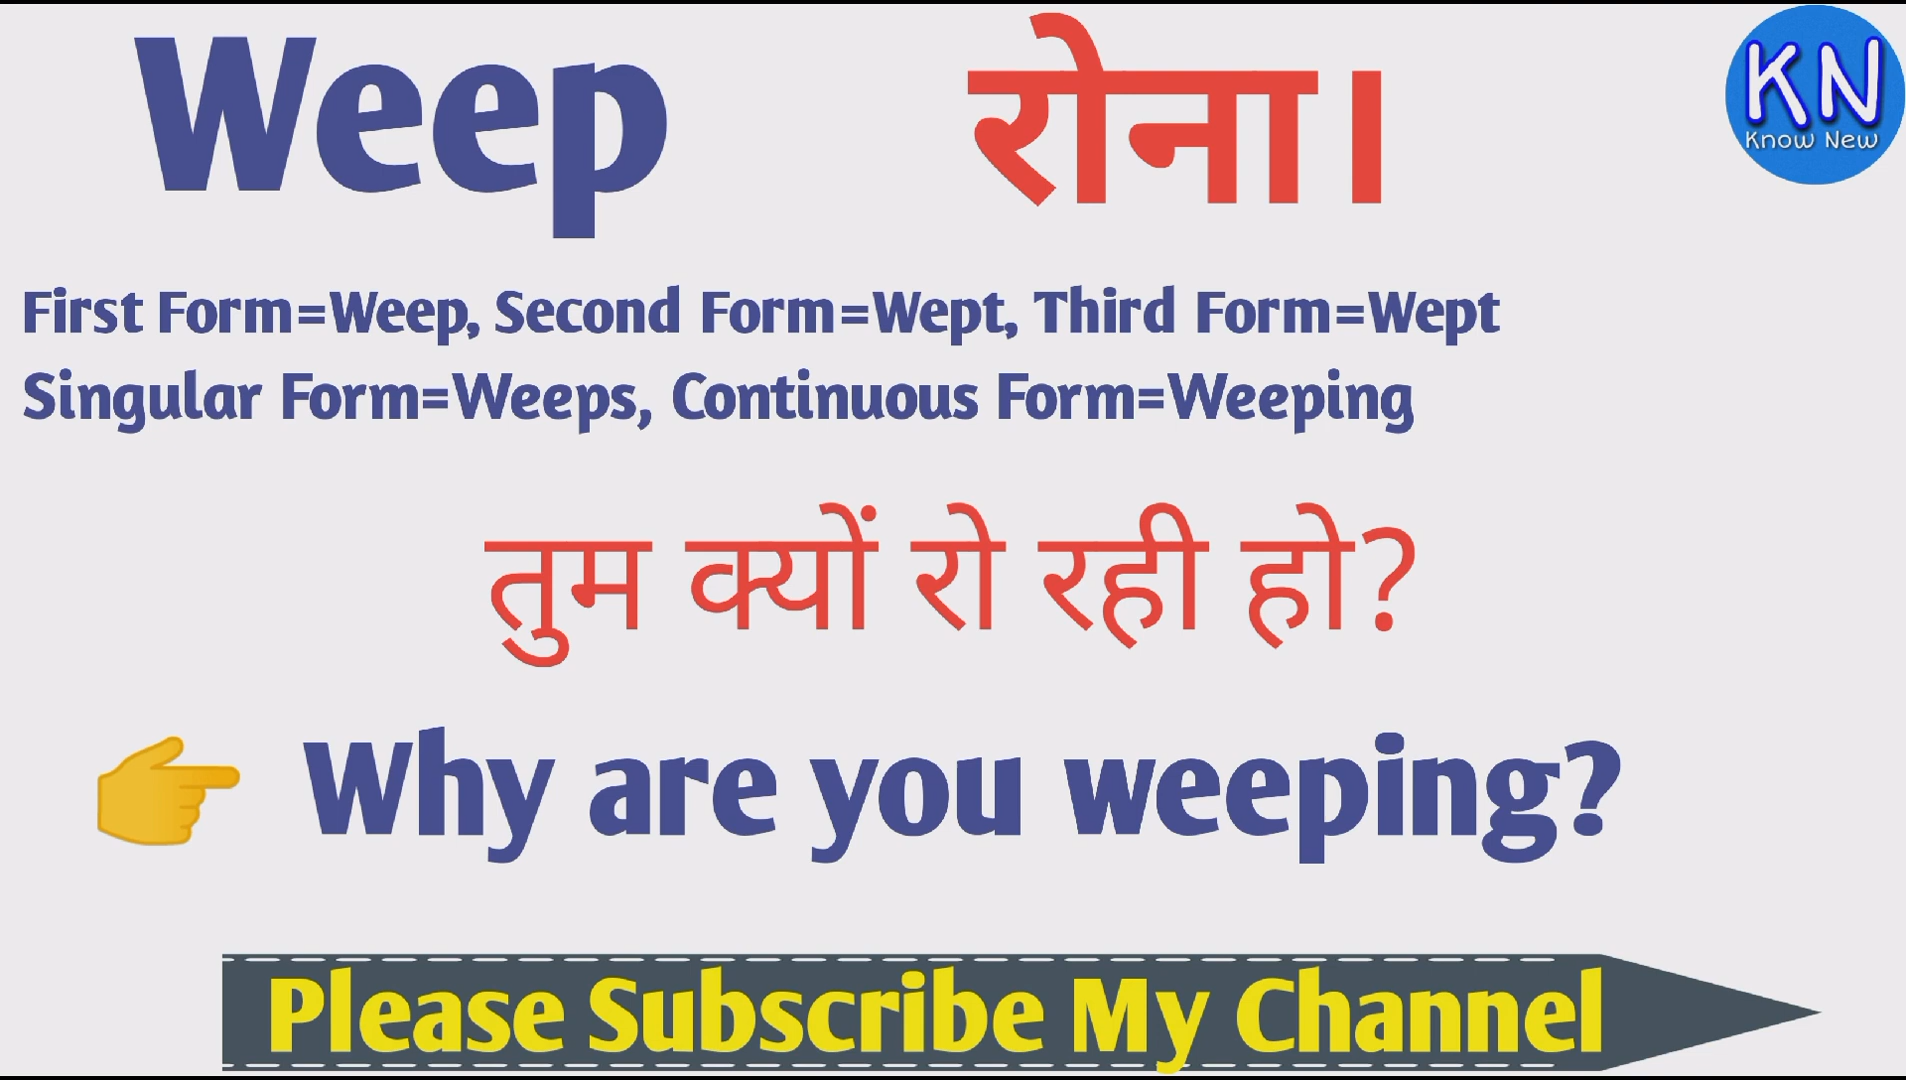 Weep रोना।
KN
Know New
First Form=Weep, Second Form=Wept, Third Form=Wept
Singular Form=Weeps, Continuous Form=Weeping
तुम क्यों रो रही हो?
Why are you weeping?
Please Subscribe My Channel